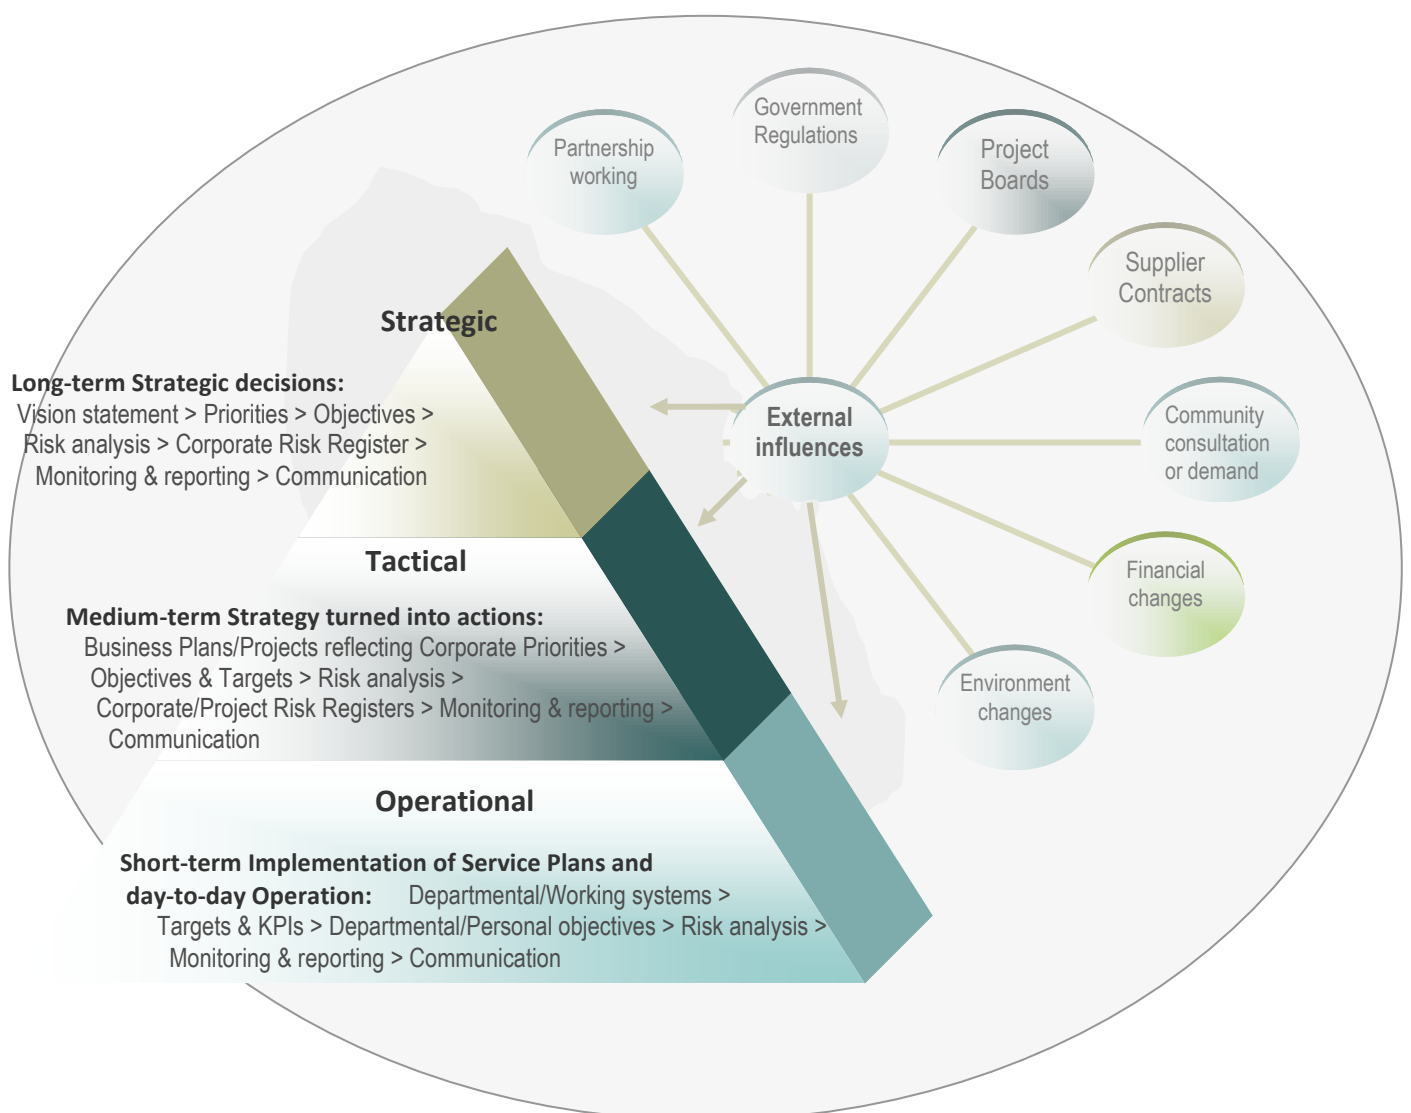 Government
Regulations
Partnership
working
Project
Boards
Supplier
Contracts
Strategic
Long-term Strategic decisions:
Vision statement > Priorities > Objectives >
Risk analysis > Corporate Risk Register >
Monitoring & reporting > Communication
External
influences
Community
consultation
or demand
Tactical
Financial
changes
Medium-term Strategy turned into actions:
Business Plans/Projects reflecting Corporate Priorities >
Objectives & Targets > Risk analysis >
Corporate/Project Risk Registers > Monitoring & reporting >
Communication
Environment
changes
Operational
Short-term Implementation of Service Plans and
day-to-day Operation: Departmental/Working systems >
Targets & KPIs > Departmental/Personal objectives > Risk analysis >
Monitoring & reporting > Communication